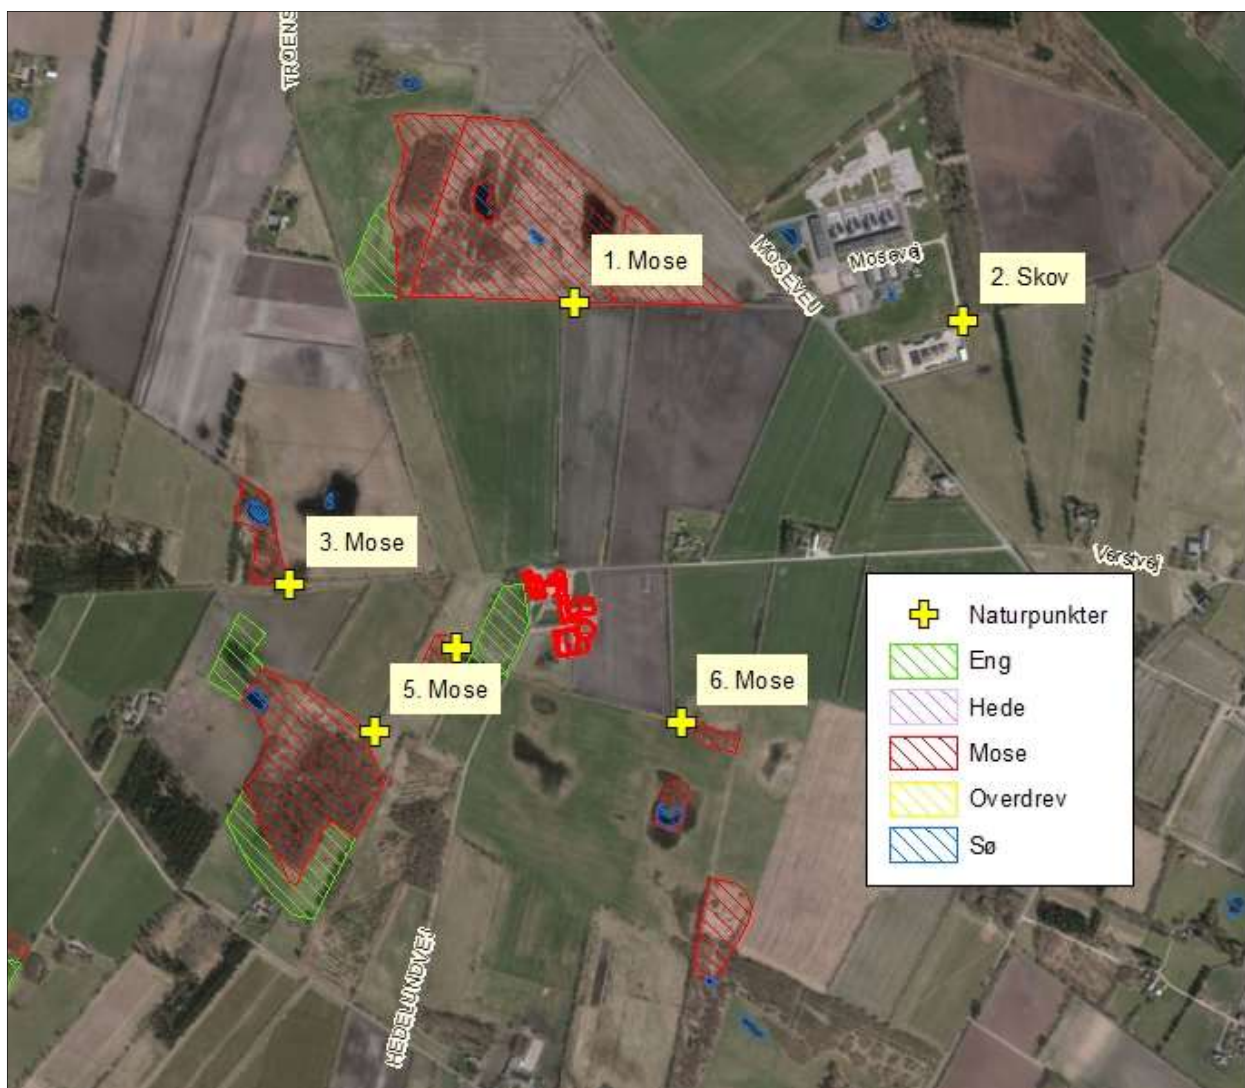 TROENS
1. Mose
MOSEVEJ
Mosevej
2. Skov
3. Mose
Verstvej
5. Mose
6. Mose
HEDELUNDVEJ
Naturpunkter
Eng
Hede
Mose
Overdrev
Sø